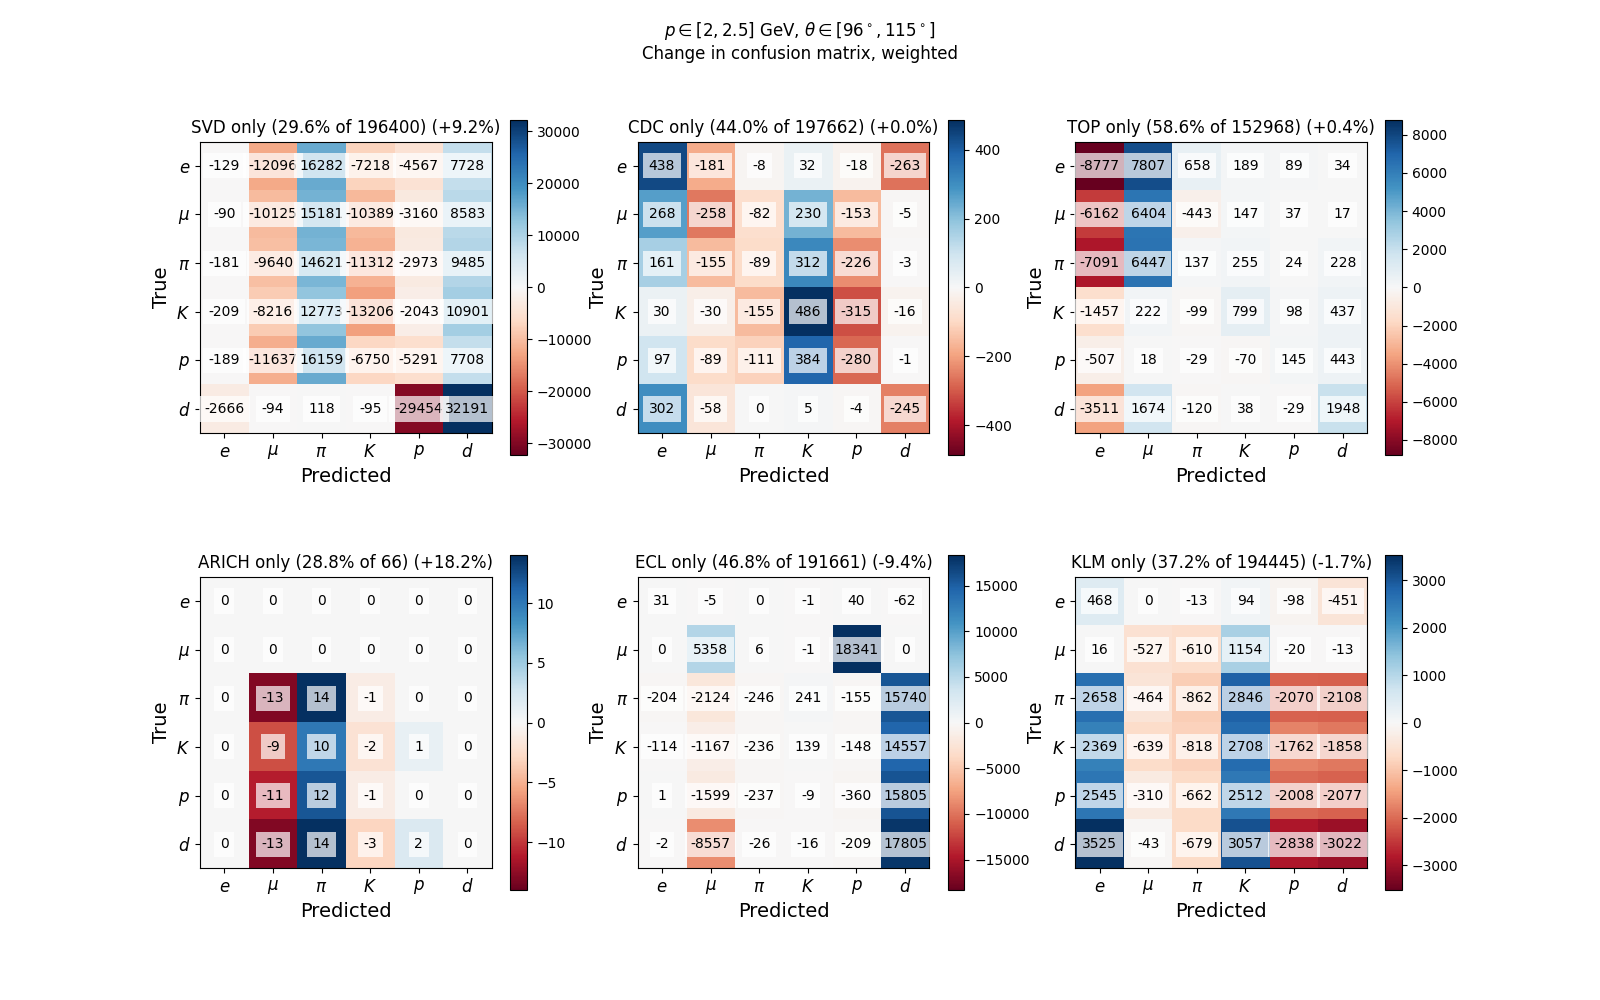 p ∈ [2, 2.5] GeV, θ ∈ [96°, 115°]
Change in confusion matrix, weighted
SVD only (29.6% of 196400) (+9.2%)
e -129 -12096 16282 -7218 -4567 7728
μ -90 -10125 15181 -10389 -3160 8583
π -181 -9640 14621 -11312 -2973 9485
K -209 -8216 12773 -13206 -2043 10901
p -189 -11637 16159 -6750 -5291 7708
d -2666 -94 118 -95 -29454 32191
e μ π K p d
Predicted
True
30000
20000
10000
0
−10000
−20000
−30000
CDC only (44.0% of 197662) (+0.0%)
e 438 -181 -8 32 -18 -263
μ 268 -258 -82 230 -153 -5
π 161 -155 -89 312 -226 -3
K 30 -30 -155 486 -315 -16
p 97 -89 -111 384 -280 -1
d 302 -58 0 5 -4 -245
e μ π K p d
Predicted
True
400
200
0
−200
−400
TOP only (58.6% of 152968) (+0.4%)
e -8777 7807 658 189 89 34
μ -6162 6404 -443 147 37 17
π -7091 6447 137 255 24 228
K -1457 222 -99 799 98 437
p -507 18 -29 -70 145 443
d -3511 1674 -120 38 -29 1948
e μ π K p d
Predicted
True
8000
6000
4000
2000
0
−2000
−4000
−6000
−8000
ARICH only (28.8% of 66) (+18.2%)
e 0 0 0 0 0 0
μ 0 0 0 0 0 0
π 0 -13 14 -1 0 0
K 0 -9 10 -2 1 0
p 0 -11 12 -1 0 0
d 0 -13 14 -3 2 0
e μ π K p d
Predicted
True
10
5
0
−5
−10
ECL only (46.8% of 191661) (-9.4%)
e 31 -5 0 -1 40 -62
μ 0 5358 6 -1 18341 0
π -204 -2124 -246 241 -155 15740
K -114 -1167 -236 139 -148 14557
p 1 -1599 -237 -9 -360 15805
d -2 -8557 -26 -16 -209 17805
e μ π K p d
Predicted
True
15000
10000
5000
0
−5000
−10000
−15000
KLM only (37.2% of 194445) (-1.7%)
e 468 0 -13 94 -98 -451
μ 16 -527 -610 1154 -20 -13
π 2658 -464 -862 2846 -2070 -2108
K 2369 -639 -818 2708 -1762 -1858
p 2545 -310 -662 2512 -2008 -2077
d 3525 -43 -679 3057 -2838 -3022
e μ π K p d
Predicted
True
3000
2000
1000
0
−1000
−2000
−3000